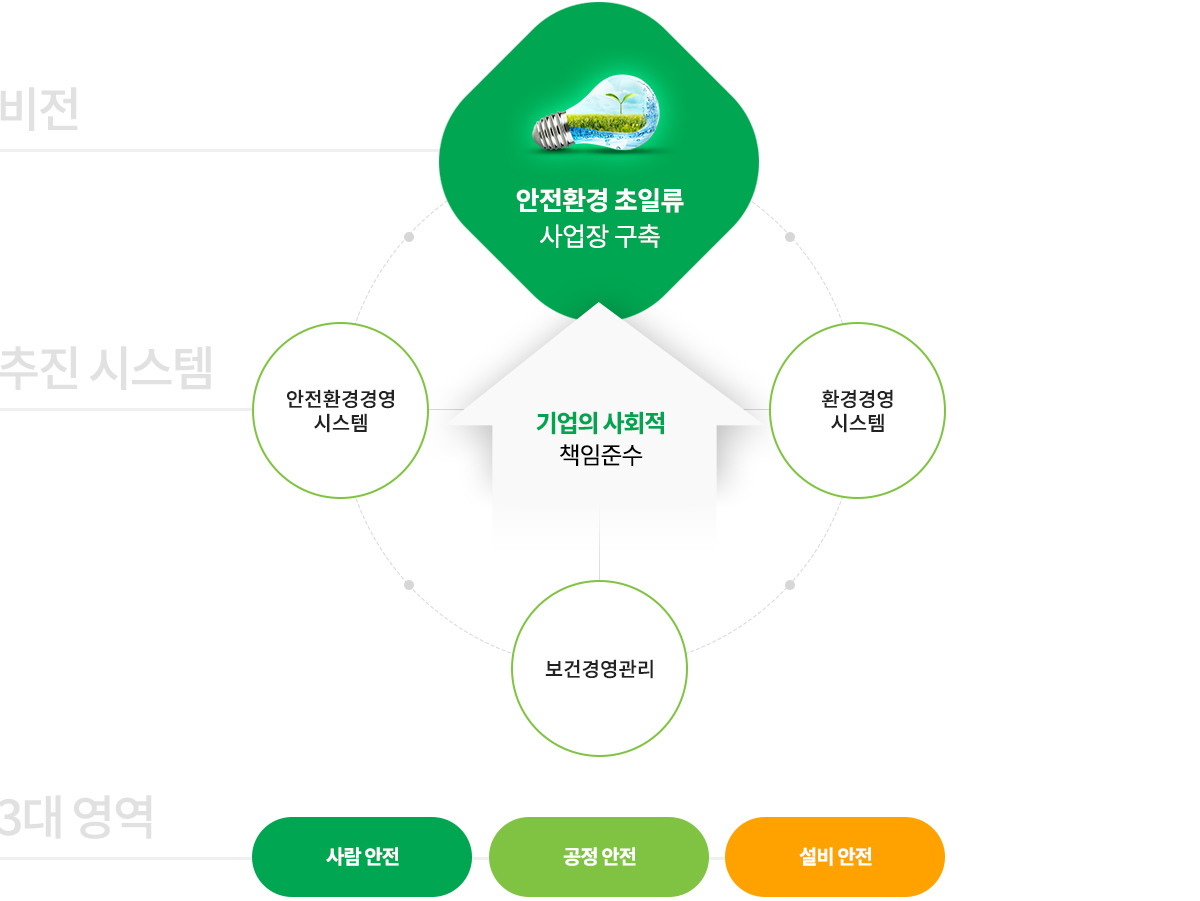 비전
안전환경 초일류
사업장 구축
추진 시스템
안전환경경영
시스템
기업의 사회적
책임준수
환경경영
시스템
보건경영관리
3대 영역
사람 안전
공정 안전
설비 안전